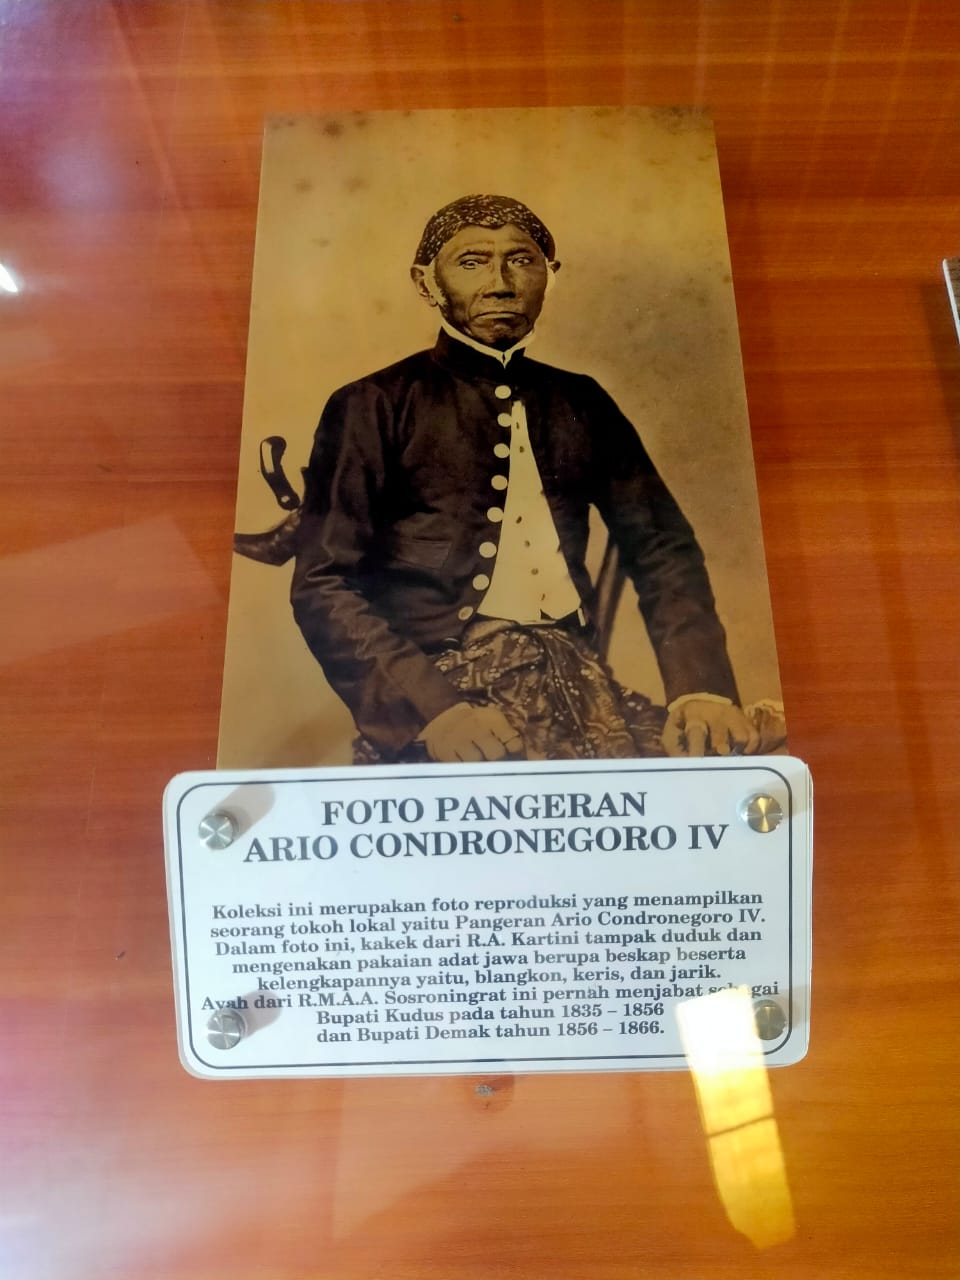 FOTO PANGERAN
ARIO CONDRONEGORO IV
Koleksi ini merupakan foto reproduksi yang menampilkan
seorang tokoh lokal yaitu Pangeran Ario Condronegoro IV.
Dalam foto ini, kakek dari R.A. Kartini tampak duduk dan
mengenakan pakaian adat jawa berupa beskap beserta
kelengkapannya yaitu, blangkon, keris, dan jarik.
Ayah dari R.M.A.A. Sosroningrat ini pernah menjabat sebagai
Bupati Kudus pada tahun 1835 – 1856
dan Bupati Demak tahun 1856 – 1866.